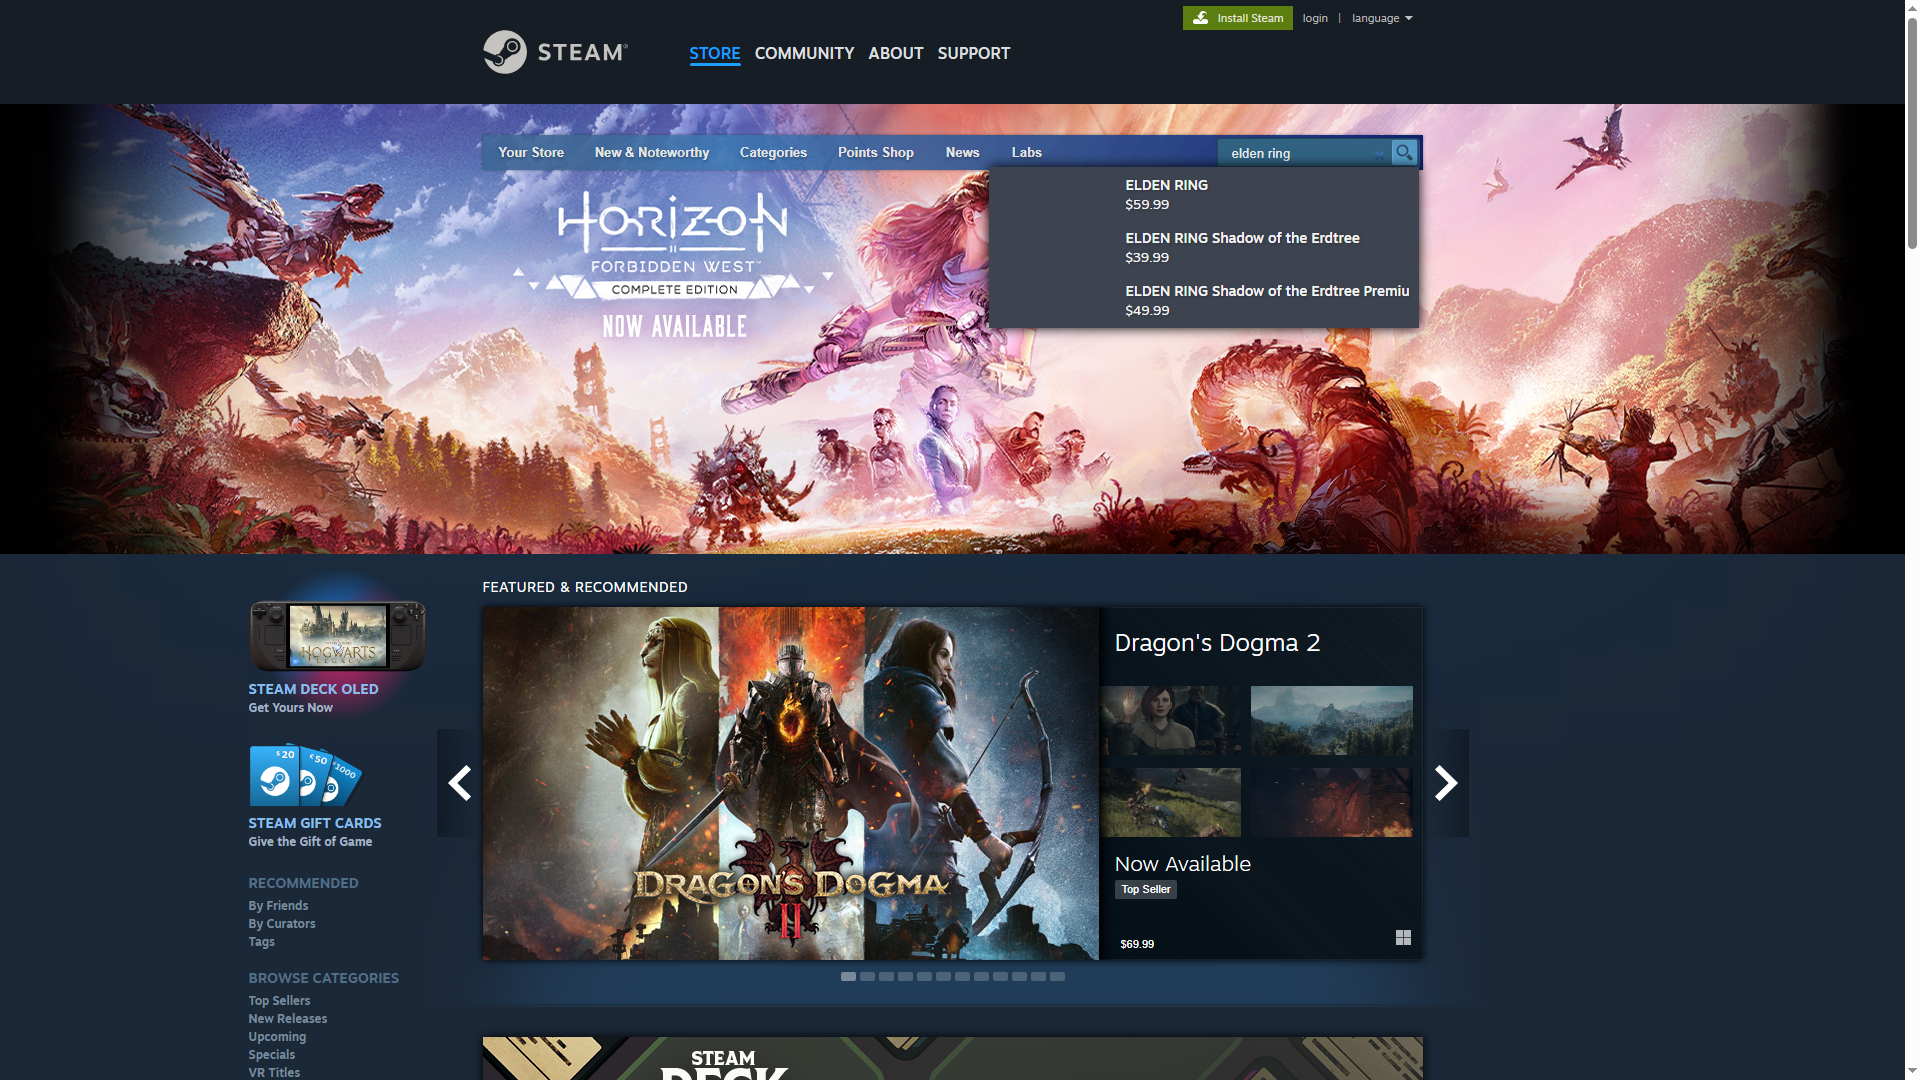 Install Steam
login | language
STEAM®
STORE COMMUNITY ABOUT SUPPORT
Your Store New & Noteworthy Categories Points Shop News Labs elden ring
ELDEN RING
$59.99
ELDEN RING Shadow of the Erdtree
$39.99
ELDEN RING Shadow of the Erdtree Premiu
$49.99
HORIZON
II
FORBIDDEN WEST™
COMPLETE EDITION
NOW AVAILABLE
FEATURED & RECOMMENDED
HOGWARTS
LEGACY
STEAM DECK OLED
Get Yours Now
$20 €50 1000
STEAM GIFT CARDS
Give the Gift of Game
RECOMMENDED
By Friends
By Curators
Tags
BROWSE CATEGORIES
Top Sellers
New Releases
Upcoming
Specials
VR Titles
DRAGON'S DOGMA
II
Dragon's Dogma 2
Now Available
Top Seller
$69.99
STEAM
DECK